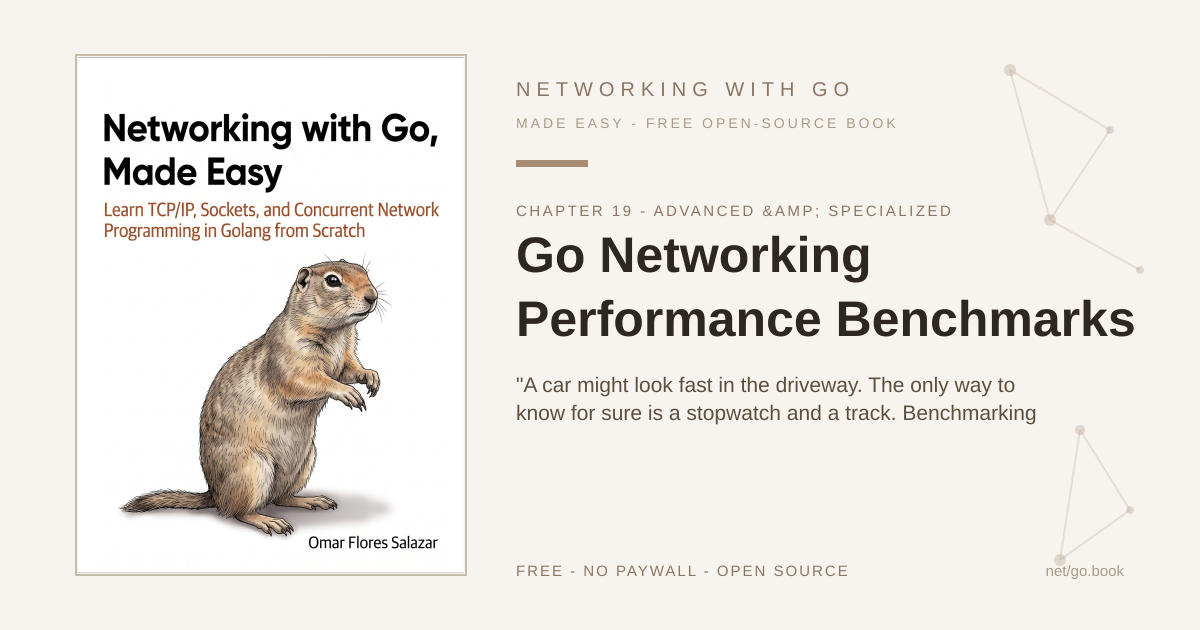 Networking with Go,
Made Easy
Learn TCP/IP, Sockets, and Concurrent Network
Programming in Golang from Scratch
Omar Flores Salazar
NETWORKING WITH GO
MADE EASY - FREE OPEN-SOURCE BOOK
CHAPTER 19 - ADVANCED &AMP; SPECIALIZED
Go Networking
Performance Benchmarks
"A car might look fast in the driveway. The only way to
know for sure is a stopwatch and a track. Benchmarking
FREE - NO PAYWALL - OPEN SOURCE
net/go.book